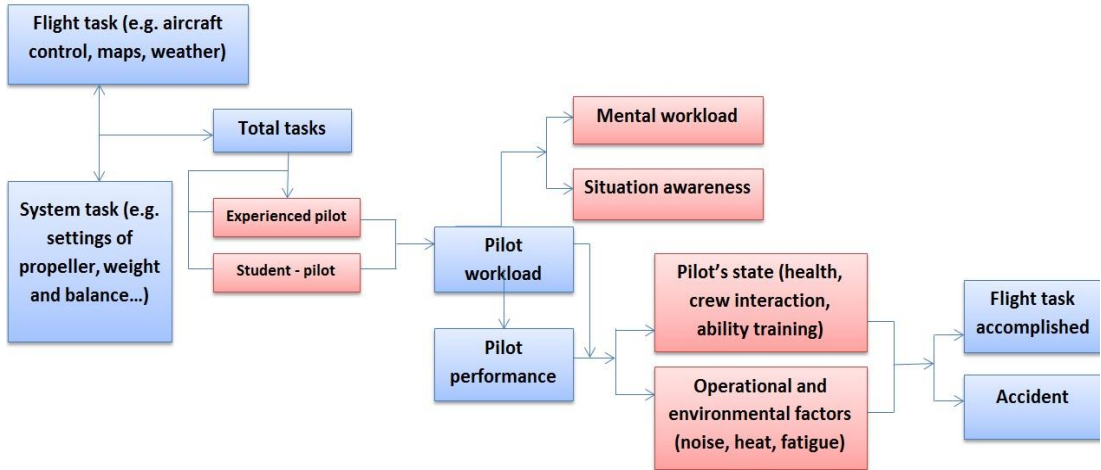 Flight task (e.g. aircraft
control, maps, weather)
Total tasks
System task (e.g.
settings of
propeller, weight
and balance...)
Experienced pilot
Student - pilot
Mental workload
Situation awareness
Pilot
workload
Pilot
performance
Pilot’s state (health,
crew interaction,
ability training)
Operational and
environmental factors
(noise, heat, fatigue)
Flight task
accomplished
Accident